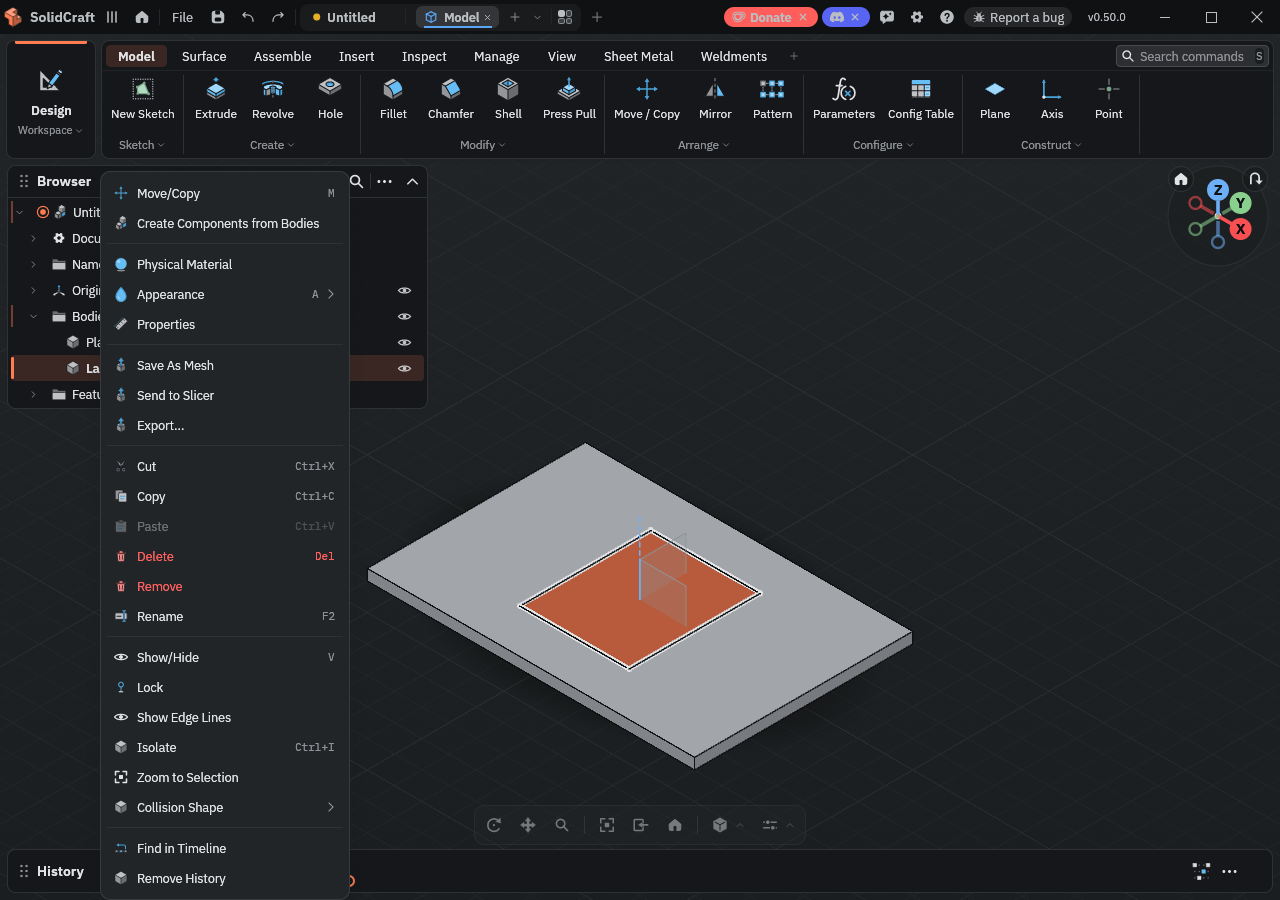 SolidCraft
File
Untitled
Model
Donate
Report a bug
v0.50.0
Design
Workspace
Model
Surface
Assemble
Insert
Inspect
Manage
View
Sheet Metal
Weldments
Search commands
S
New Sketch
Extrude
Revolve
Hole
Fillet
Chamfer
Shell
Press Pull
Move / Copy
Mirror
Pattern
Parameters
Config Table
Plane
Axis
Point
Sketch
Create
Modify
Arrange
Configure
Construct
Browser
Move/Copy M
Create Components from Bodies
Physical Material
Appearance A
Properties
Save As Mesh
Send to Slicer
Export...
Cut Ctrl+X
Copy Ctrl+C
Paste Ctrl+V
Delete Del
Remove
Rename F2
Show/Hide V
Lock
Show Edge Lines
Isolate Ctrl+I
Zoom to Selection
Collision Shape
Find in Timeline
Remove History
Z
Y
X
History